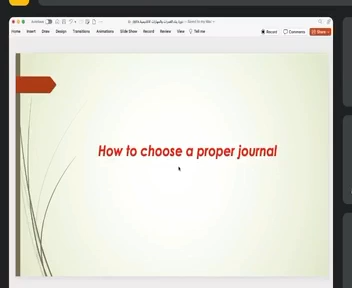 Home Insert Draw Design Transitions Animations Slide Show Record Review View Tell me Record Comments Share
How to choose a proper journal